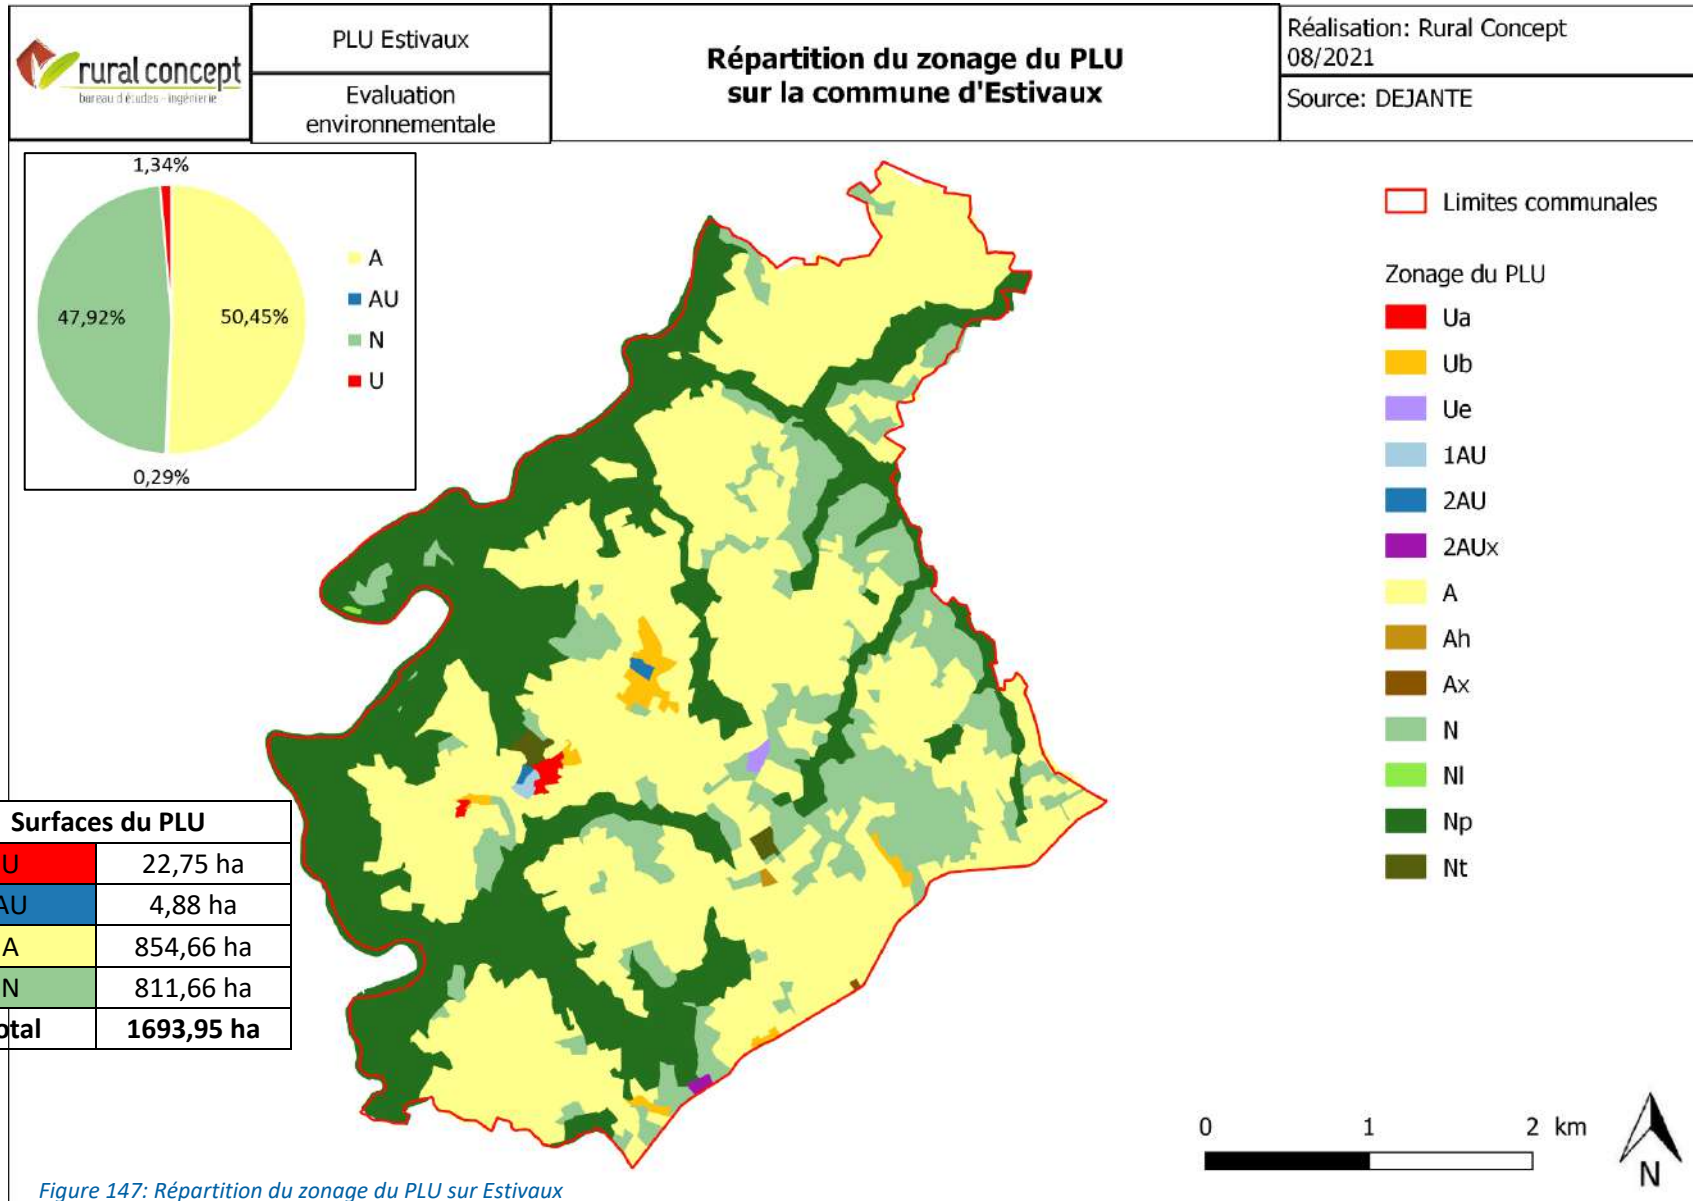 rural concept
bureau d'études - ingénierie
PLU Estivaux
Evaluation
environnementale
Répartition du zonage du PLU
sur la commune d'Estivaux
Réalisation: Rural Concept
08/2021
Source: DEJANTE
1,34%
47,92%
50,45%
0,29%
A
AU
N
U
Limites communales
Zonage du PLU
Ua
Ub
Ue
1AU
2AU
2AUx
A
Ah
Ax
N
Nl
Np
Nt
Surfaces du PLU
U 22,75 ha
AU 4,88 ha
A 854,66 ha
N 811,66 ha
otal 1693,95 ha
0 1 2 km
N
Figure 147: Répartition du zonage du PLU sur Estivaux